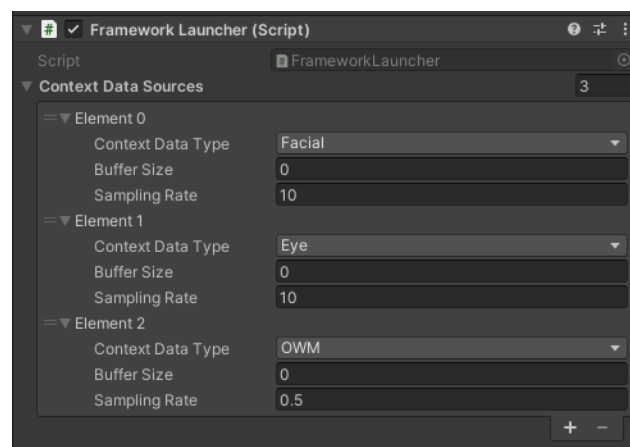 # Framework Launcher (Script)
Script # FrameworkLauncher
Context Data Sources 3
Element 0
Context Data Type Facial
Buffer Size 0
Sampling Rate 10
Element 1
Context Data Type Eye
Buffer Size 0
Sampling Rate 10
Element 2
Context Data Type OWM
Buffer Size 0
Sampling Rate 0.5
+ −